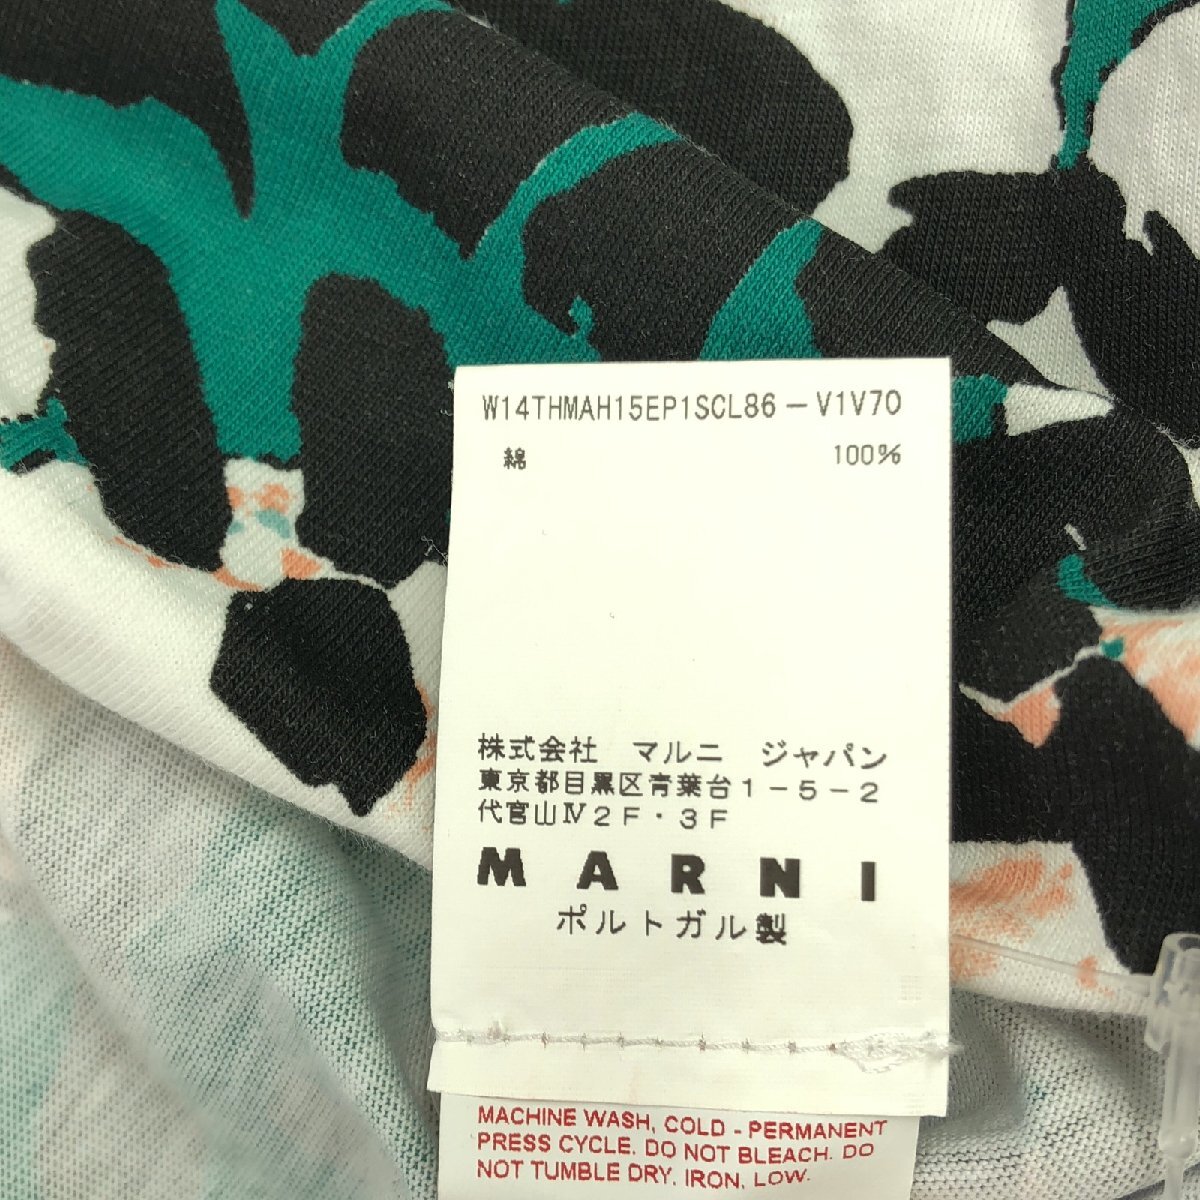 W14THMAH15EP1SCL86-V1V70
綿 100%
株式会社 マルニ ジャパン
東京都目黒区青葉台1-5-2
代官山Ⅳ2F・3F
MARNI
ポルトガル製
MACHINE WASH, COLD - PERMANENT
PRESS CYCLE. DO NOT BLEACH. DO
NOT TUMBLE DRY. IRON, LOW.